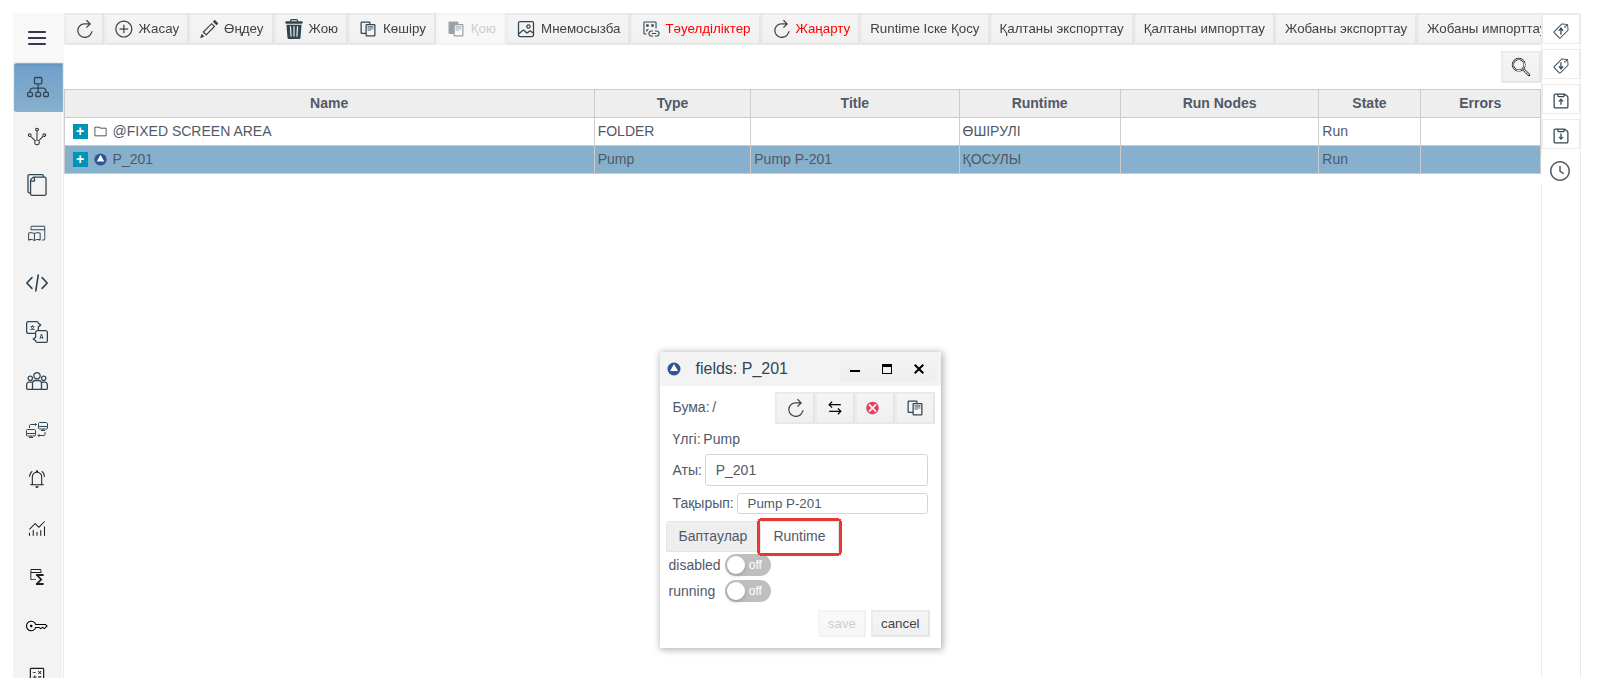 Жасау Өңдеу Жою Көшіру Қою Мнемосызба Тәуелділіктер Жаңарту Runtime Іске Қосу Қалтаны экспорттау Қалтаны импорттау Жобаны экспорттау Жобаны импорттау
Name Type Title Runtime Run Nodes State Errors
@FIXED SCREEN AREA FOLDER ӨШІРУЛІ Run
P_201 Pump Pump P-201 ҚОСУЛЫ Run
fields: P_201
Бума: /
Үлгі: Pump
Аты: P_201
Тақырып: Pump P-201
Баптаулар Runtime
disabled off
running off
save cancel